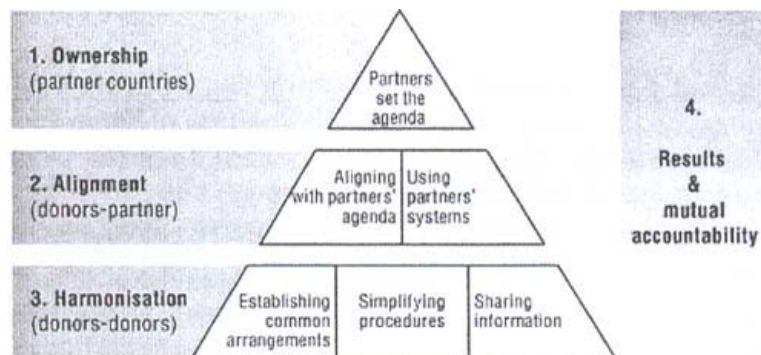 1. Ownership
(partner countries)
Partners
set the
agenda
4.
Results
&
mutual
accountability
2. Alignment
(donors-partner)
Aligning
with partners'
agenda
Using
partners'
systems
3. Harmonisation
(donors-donors)
Establishing
common
arrangements
Simplifying
procedures
Sharing
information